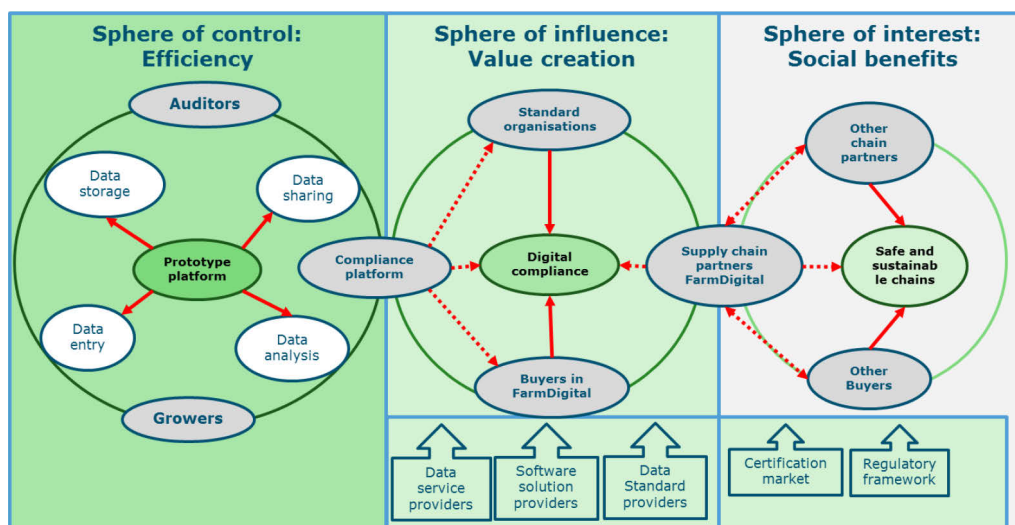 Sphere of control:
Efficiency
Auditors
Data
storage
Data
sharing
Prototype
platform
Data
entry
Data
analysis
Growers
Compliance
platform
Sphere of influence:
Value creation
Standard
organisations
Digital
compliance
Buyers in
FarmDigital
Supply chain
partners
FarmDigital
Data
service
providers
Software
solution
providers
Data
Standard
providers
Sphere of interest:
Social benefits
Other
chain
partners
Safe and
sustainab
le chains
Other
Buyers
Certification
market
Regulatory
framework